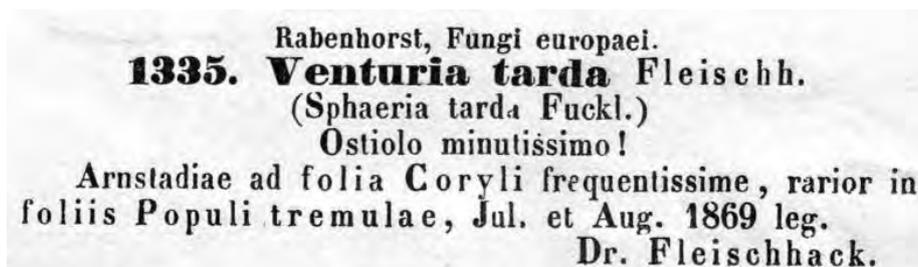 Rabenhorst, Fungi europaei.
1335. Venturia tarda Fleischh.
(Sphaeria tarda Fuckl.)
Ostiolo minutissimo!
Arnstadiae ad folia Coryli frequentissime, rarior in
foliis Populi tremulae, Jul. et Aug. 1869 leg.
Dr. Fleischhack.